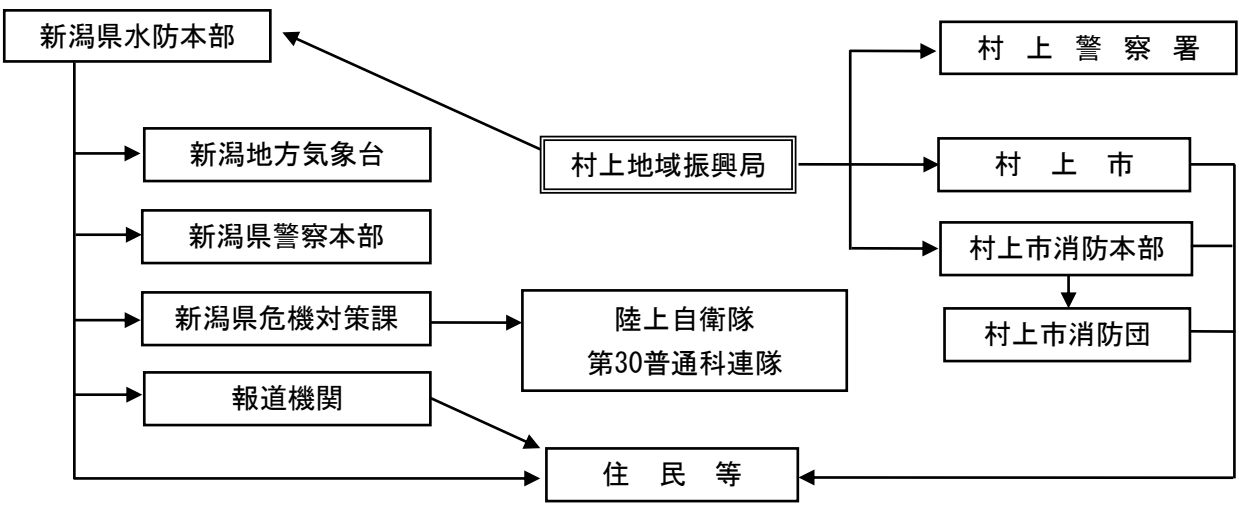 新潟県水防本部
新潟地方気象台
新潟県警察本部
新潟県危機対策課
報道機関
村上地域振興局
陸上自衛隊
第30普通科連隊
住 民 等
村 上 警 察 署
村 上 市
村上市消防本部
村上市消防団